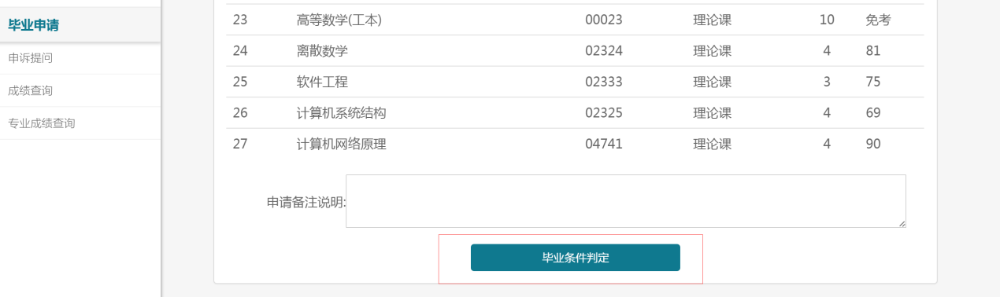 毕业申请
申诉提问
成绩查询
专业成绩查询
23 高等数学(工本) 00023 理论课 10 免考
24 离散数学 02324 理论课 4 81
25 软件工程 02333 理论课 3 75
26 计算机系统结构 02325 理论课 4 69
27 计算机网络原理 04741 理论课 4 90
申请备注说明:
毕业条件判定